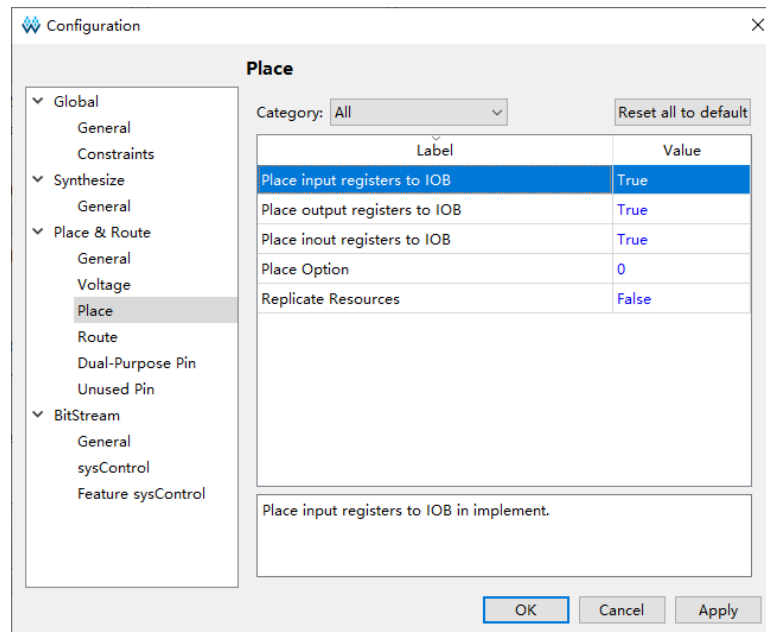 Configuration
Place
Global
General
Constraints
Synthesize
General
Place & Route
General
Voltage
Place
Route
Dual-Purpose Pin
Unused Pin
BitStream
General
sysControl
Feature sysControl
Category: All Reset all to default
Label Value
Place input registers to IOB True
Place output registers to IOB True
Place inout registers to IOB True
Place Option 0
Replicate Resources False
Place input registers to IOB in implement.
OK Cancel Apply